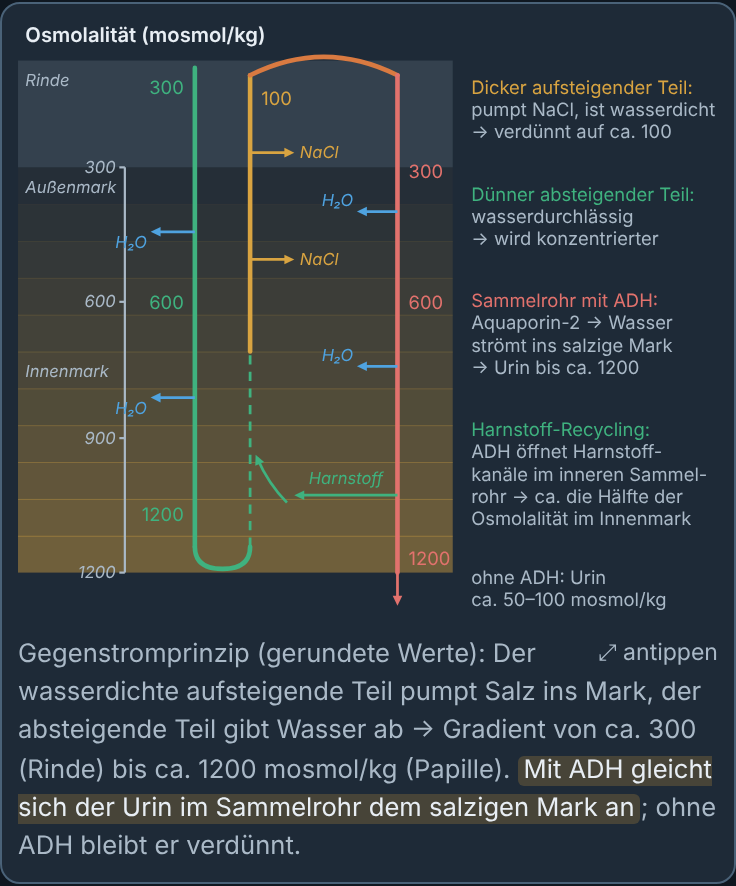 Osmolalität (mosmol/kg)
Rinde
300
100
NaCl
300
300
Außenmark
H₂O
H₂O
NaCl
600
600
600
H₂O
Innenmark
H₂O
900
Harnstoff
1200
1200
1200
Dicker aufsteigender Teil:
pumpt NaCl, ist wasserdicht
→ verdünnt auf ca. 100
Dünner absteigender Teil:
wasserdurchlässig
→ wird konzentrierter
Sammelrohr mit ADH:
Aquaporin-2 → Wasser
strömt ins salzige Mark
→ Urin bis ca. 1200
Harnstoff-Recycling:
ADH öffnet Harnstoff-
kanäle im inneren Sammel-
rohr → ca. die Hälfte der
Osmolalität im Innenmark
ohne ADH: Urin
ca. 50–100 mosmol/kg
⤢ antippen
Gegenstromprinzip (gerundete Werte): Der
wasserdichte aufsteigende Teil pumpt Salz ins Mark, der
absteigende Teil gibt Wasser ab → Gradient von ca. 300
(Rinde) bis ca. 1200 mosmol/kg (Papille). Mit ADH gleicht
sich der Urin im Sammelrohr dem salzigen Mark an; ohne
ADH bleibt er verdünnt.